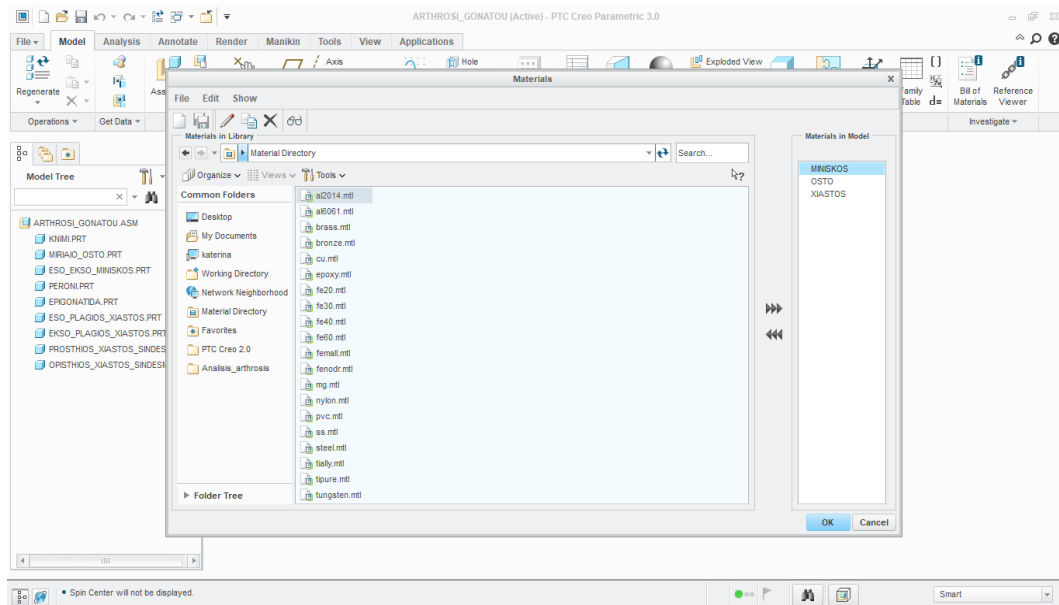 ARTHROSI_GONATOU (Active) - PTC Creo Parametric 3.0
File Model Analysis Annotate Render Manikin Tools View Applications
Axis Hole Exploded View
Regenerate Ass Family Table d= Bill of Materials Reference Viewer
Operations Get Data Investigate
Materials
File Edit Show
Materials in Library
Material Directory Search...
Organize Views Tools
Common Folders
Desktop
My Documents
katerina
Working Directory
Network Neighborhood
Material Directory
Favorites
PTC Creo 2.0
Analisis_arthrosis
Folder Tree
al2014.mtl
al6061.mtl
brass.mtl
bronze.mtl
cu.mtl
epoxy.mtl
fe20.mtl
fe30.mtl
fe40.mtl
fe60.mtl
femall.mtl
fenodr.mtl
mg.mtl
nylon.mtl
pvc.mtl
ss.mtl
steel.mtl
tially.mtl
tipure.mtl
tungsten.mtl
Materials in Model
MINISKOS
OSTO
XIASTOS
OK Cancel
Model Tree
ARTHROSI_GONATOU.ASM
KNIMI.PRT
MIRIAIO_OSTO.PRT
ESO_EKSO_MINISKOS.PRT
PERONI.PRT
EPIGONATIDA.PRT
ESO_PLAGIOS_XIASTOS.PRT
EKSO_PLAGIOS_XIASTOS.PRT
PROSTHIOS_XIASTOS_SINDES
OPISTHIOS_XIASTOS_SINDESM
Spin Center will not be displayed.
Smart